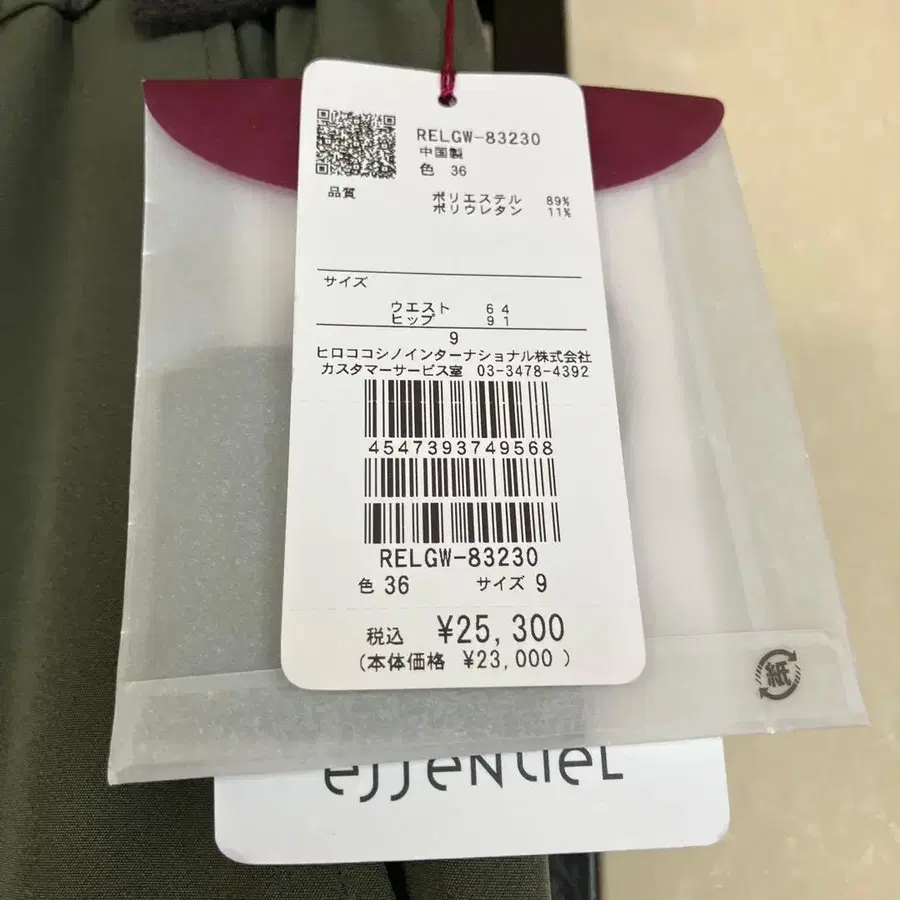 RELGW-83230
中国製
色 36
品質
ポリエステル 89%
ポリウレタン 11%
サイズ
ウエスト 64
ヒップ 91
9
ヒロココシノインターナショナル株式会社
カスタマーサービス室 03-3478-4392
4547393749568
RELGW-83230
色 36 サイズ 9
税込 ¥25,300
(本体価格 ¥23,000)
紙
essentiel